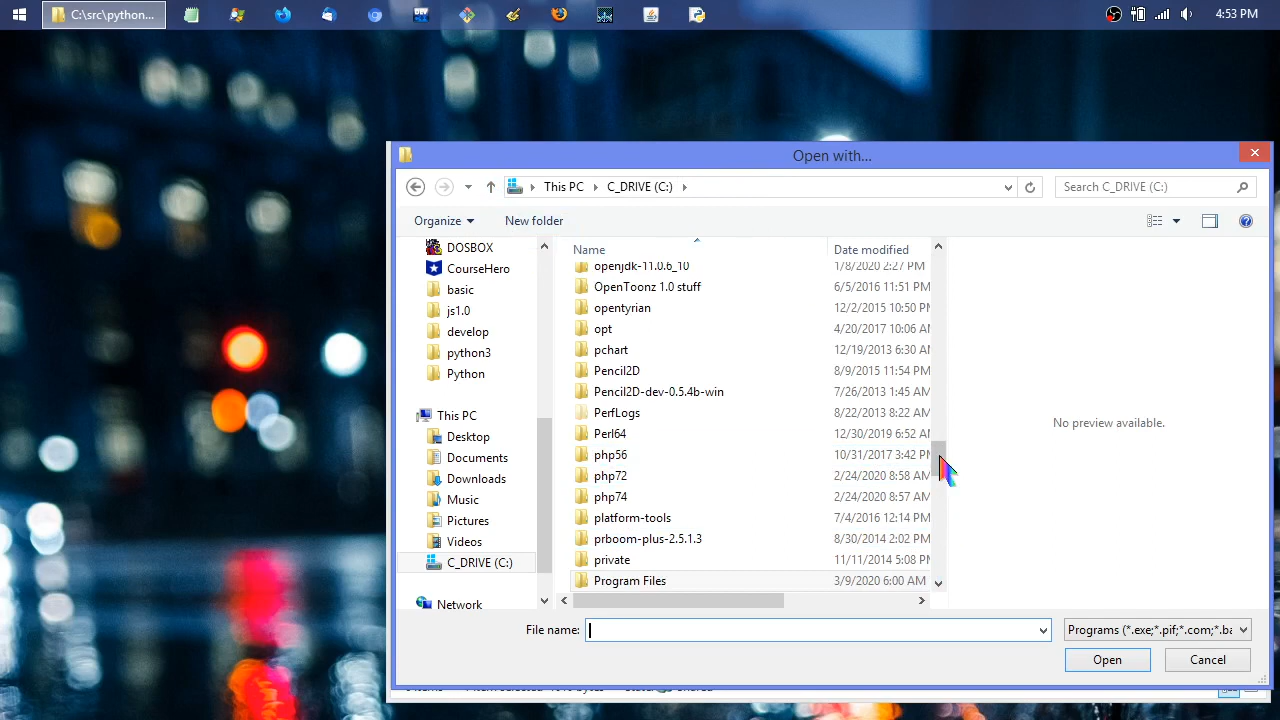 C:\src\python...
4:53 PM
Open with...
This PC
C_DRIVE (C:)
Search C_DRIVE (C:)
Organize
New folder
Name
Date modified
DOSBOX
CourseHero
basic
js1.0
develop
python3
Python
This PC
Desktop
Documents
Downloads
Music
Pictures
Videos
C_DRIVE (C:)
Network
openjdk-11.0.6_10 1/8/2020 2:27 PM
OpenToonz 1.0 stuff 6/5/2016 11:51 PM
opentyrian 12/2/2015 10:50 PM
opt 4/20/2017 10:06 AM
pchart 12/19/2013 6:30 AM
Pencil2D 8/9/2015 11:54 PM
Pencil2D-dev-0.5.4b-win 7/26/2013 1:45 AM
PerfLogs 8/22/2013 8:22 AM
Perl64 12/30/2019 6:52 AM
php56 10/31/2017 3:42 PM
php72 2/24/2020 8:58 AM
php74 2/24/2020 8:57 AM
platform-tools 7/4/2016 12:14 PM
prboom-plus-2.5.1.3 8/30/2014 2:02 PM
private 11/11/2014 5:08 PM
Program Files 3/9/2020 6:00 AM
No preview available.
File name:
Programs (*.exe;*.pif;*.com;*.ba
Open
Cancel